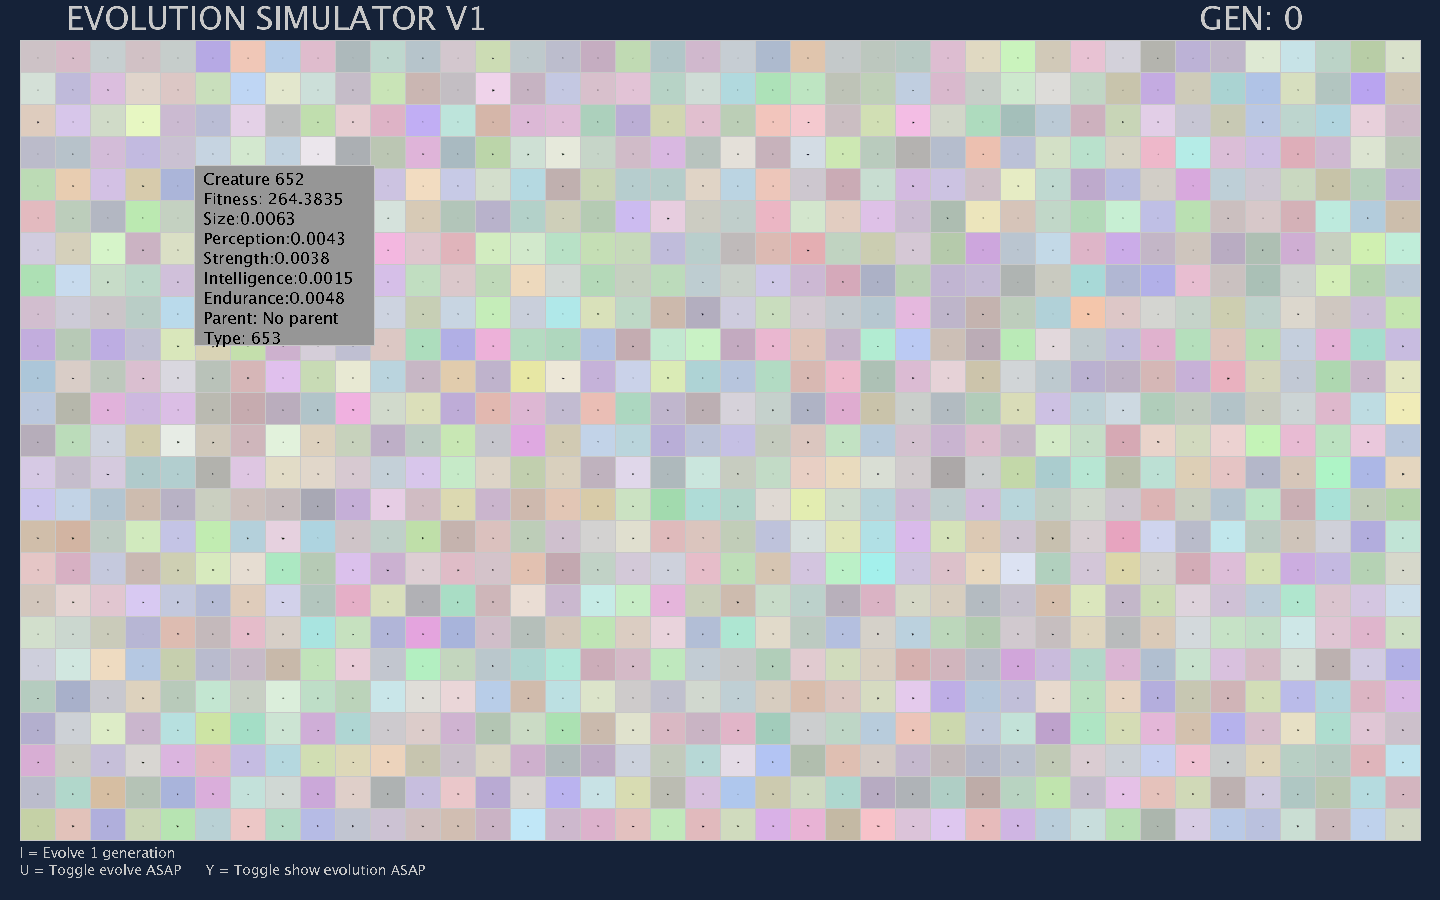 EVOLUTION SIMULATOR V1
GEN: 0
Creature 652
Fitness: 264.3835
Size:0.0063
Perception:0.0043
Strength:0.0038
Intelligence:0.0015
Endurance:0.0048
Parent: No parent
Type: 653
I = Evolve 1 generation
U = Toggle evolve ASAP Y = Toggle show evolution ASAP